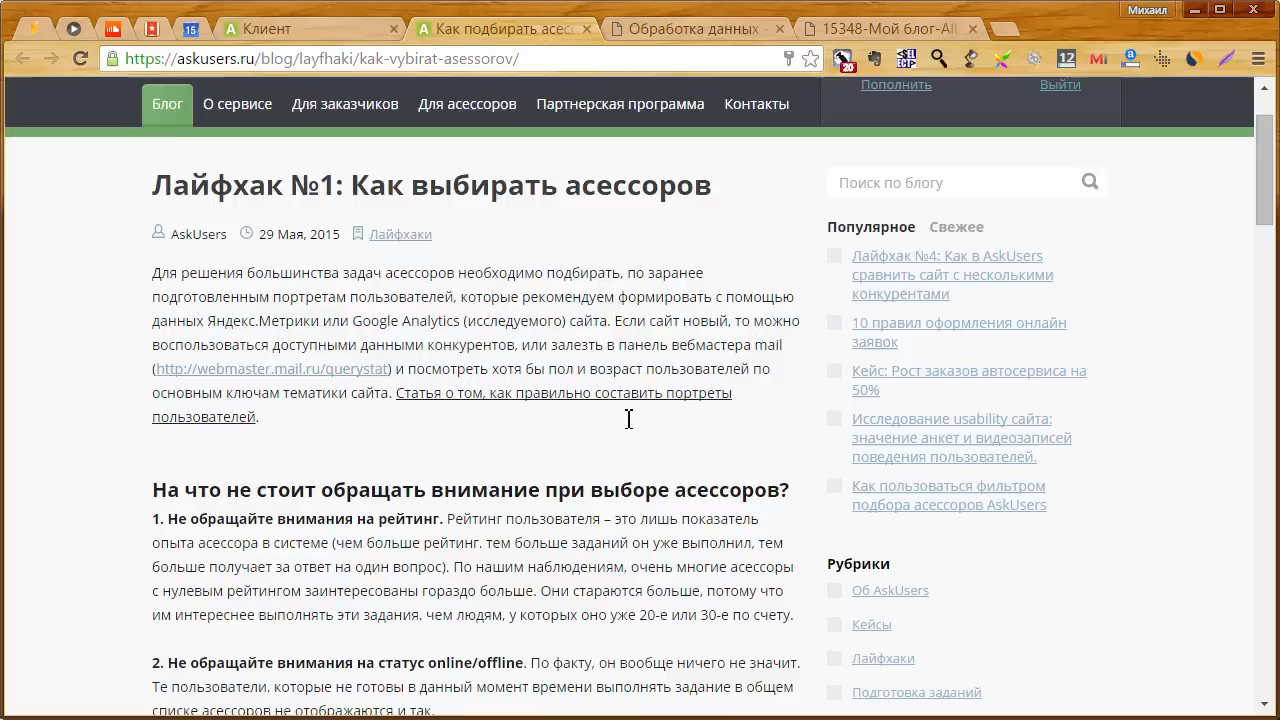 Михаил
Клиент
Как подбирать асесс
Обработка данных -
15348-Мой блог-All
https://askusers.ru/blog/layfhaki/kak-vybirat-asessorov/
20
12
15
Пополнить
Выйти
Блог
О сервисе
Для заказчиков
Для асессоров
Партнерская программа
Контакты
Лайфхак №1: Как выбирать асессоров
AskUsers
29 Мая, 2015
Лайфхаки
Для решения большинства задач асессоров необходимо подбирать, по заранее
подготовленным портретам пользователей, которые рекомендуем формировать с помощью
данных Яндекс.Метрики или Google Analytics (исследуемого) сайта. Если сайт новый, то можно
воспользоваться доступными данными конкурентов, или залезть в панель вебмастера mail
(http://webmaster.mail.ru/querystat) и посмотреть хотя бы пол и возраст пользователей по
основным ключам тематики сайта. Статья о том, как правильно составить портреты
пользователей.
На что не стоит обращать внимание при выборе асессоров?
1. Не обращайте внимания на рейтинг. Рейтинг пользователя – это лишь показатель
опыта асессора в системе (чем больше рейтинг, тем больше заданий он уже выполнил, тем
больше получает за ответ на один вопрос). По нашим наблюдениям, очень многие асессоры
с нулевым рейтингом заинтересованы гораздо больше. Они стараются больше, потому что
им интереснее выполнять эти задания, чем людям, у которых оно уже 20-е или 30-е по счету.
2. Не обращайте внимания на статус online/offline. По факту, он вообще ничего не значит.
Те пользователи, которые не готовы в данный момент времени выполнять задание в общем
списке асессоров не отображаются и так.
Поиск по блогу
Популярное
Свежее
Лайфхак №4: Как в AskUsers
сравнить сайт с несколькими
конкурентами
10 правил оформления онлайн
заявок
Кейс: Рост заказов автосервиса на
50%
Исследование usability сайта:
значение анкет и видеозаписей
поведения пользователей.
Как пользоваться фильтром
подбора асессоров AskUsers
Рубрики
Об AskUsers
Кейсы
Лайфхаки
Подготовка заданий